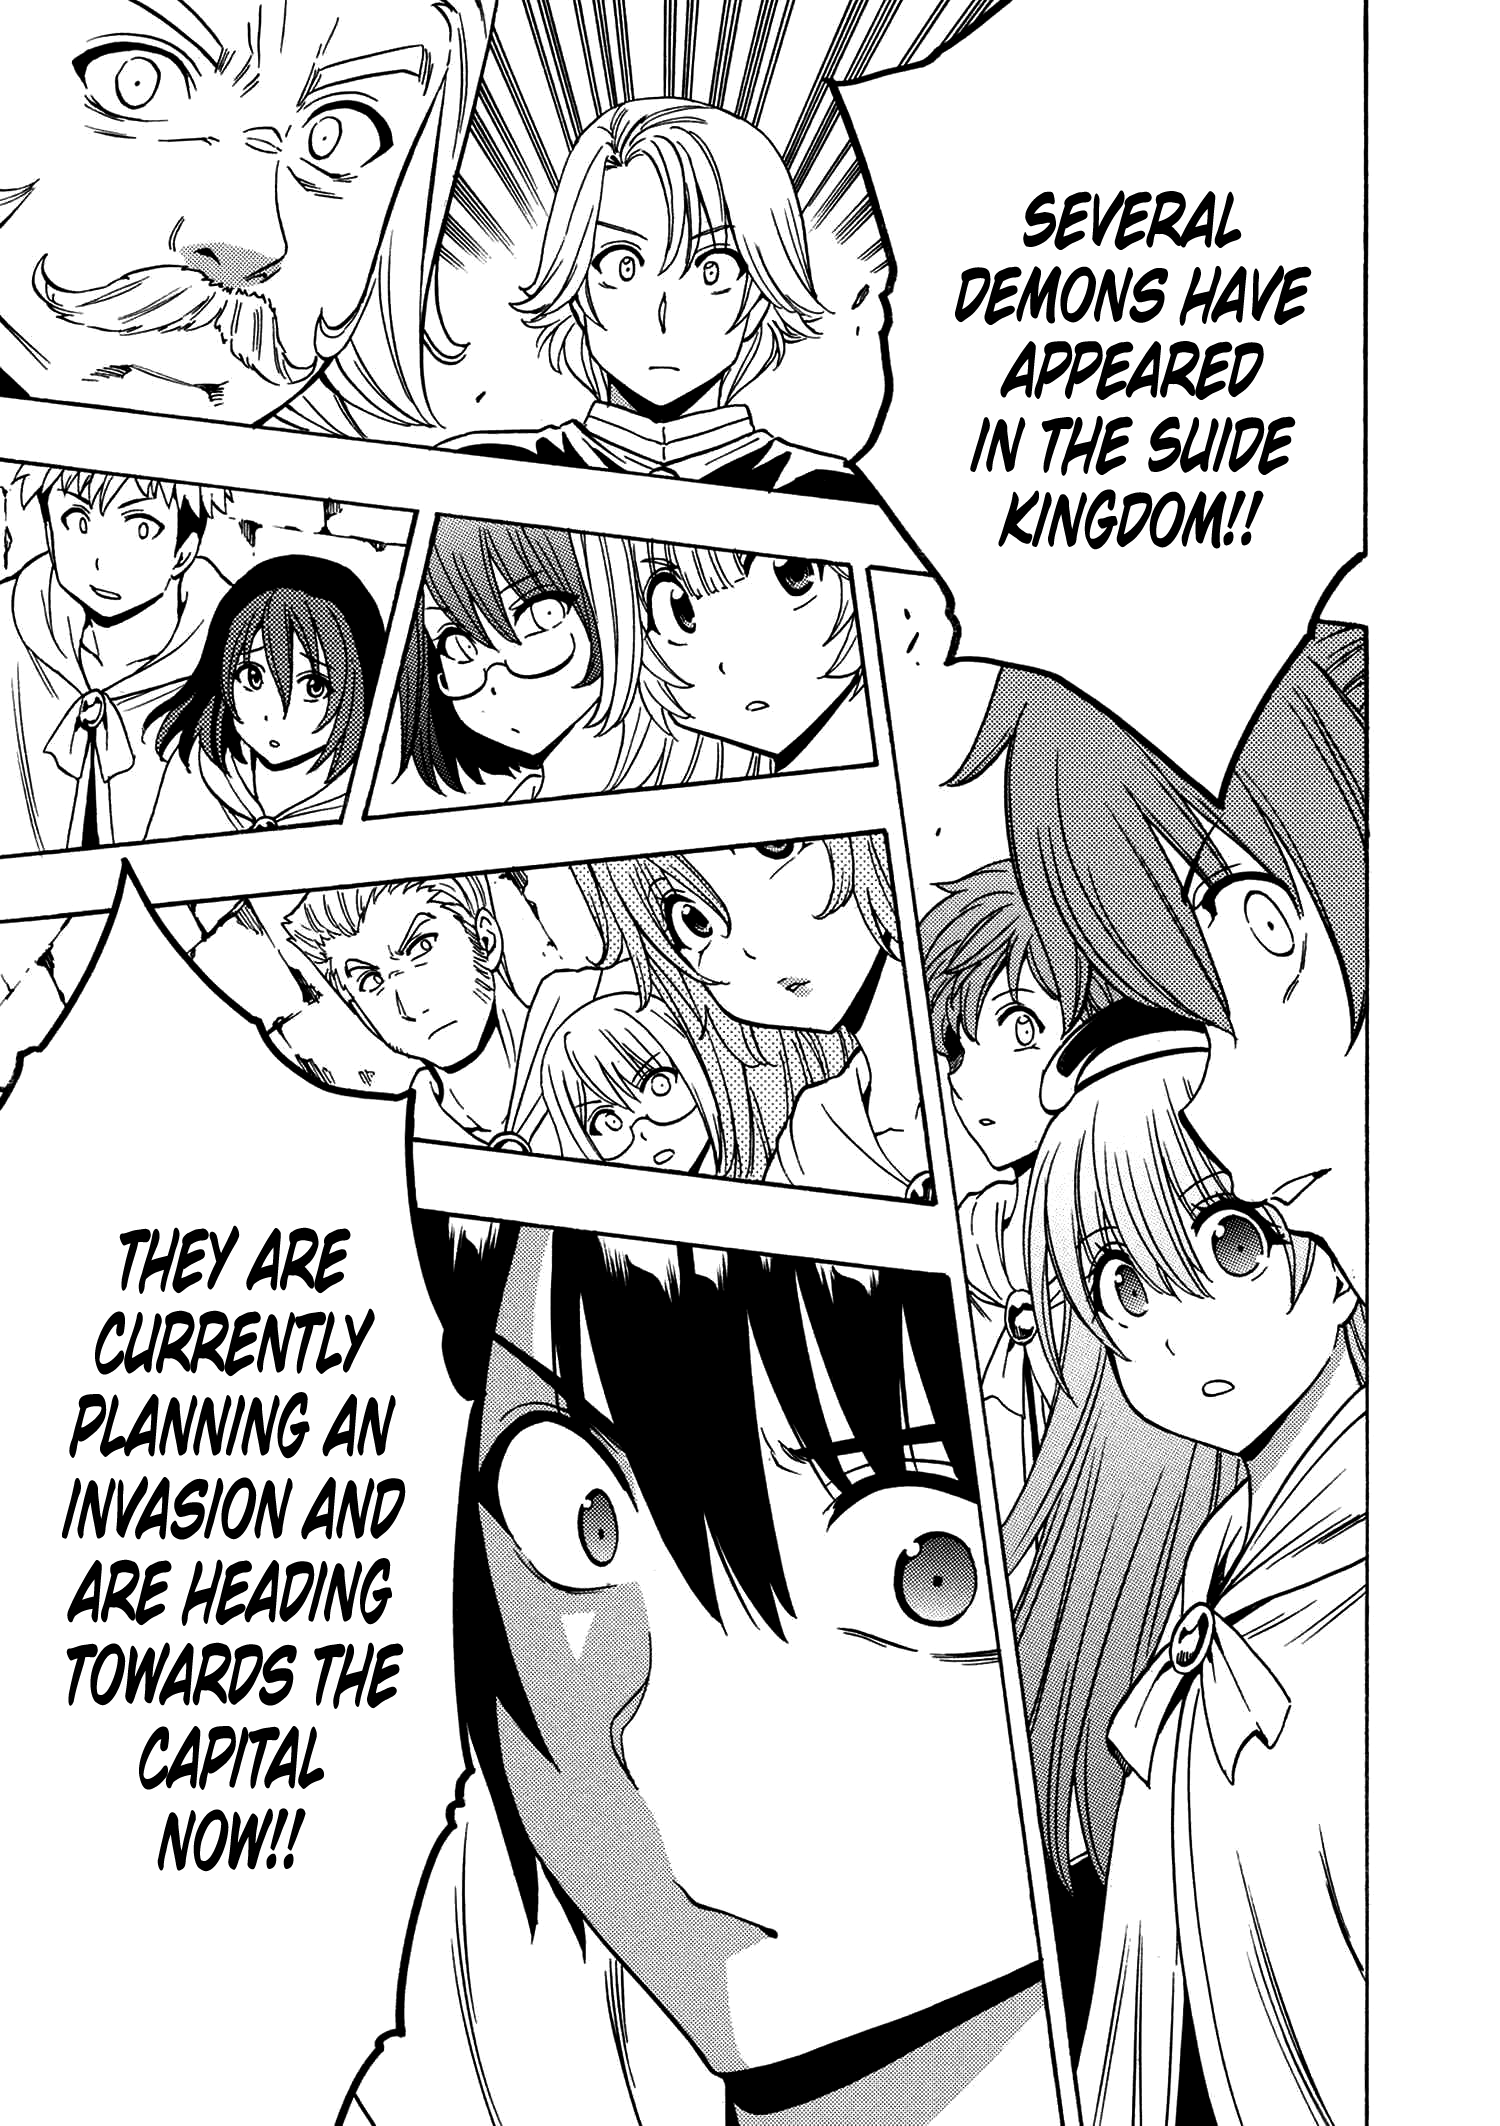 SEVERAL
DEMONS HAVE
APPEARED
IN THE SUIDE
KINGDOM!!
THEY ARE
CURRENTLY
PLANNING AN
INVASION AND
ARE HEADING
TOWARDS THE
CAPITAL
NOW!!